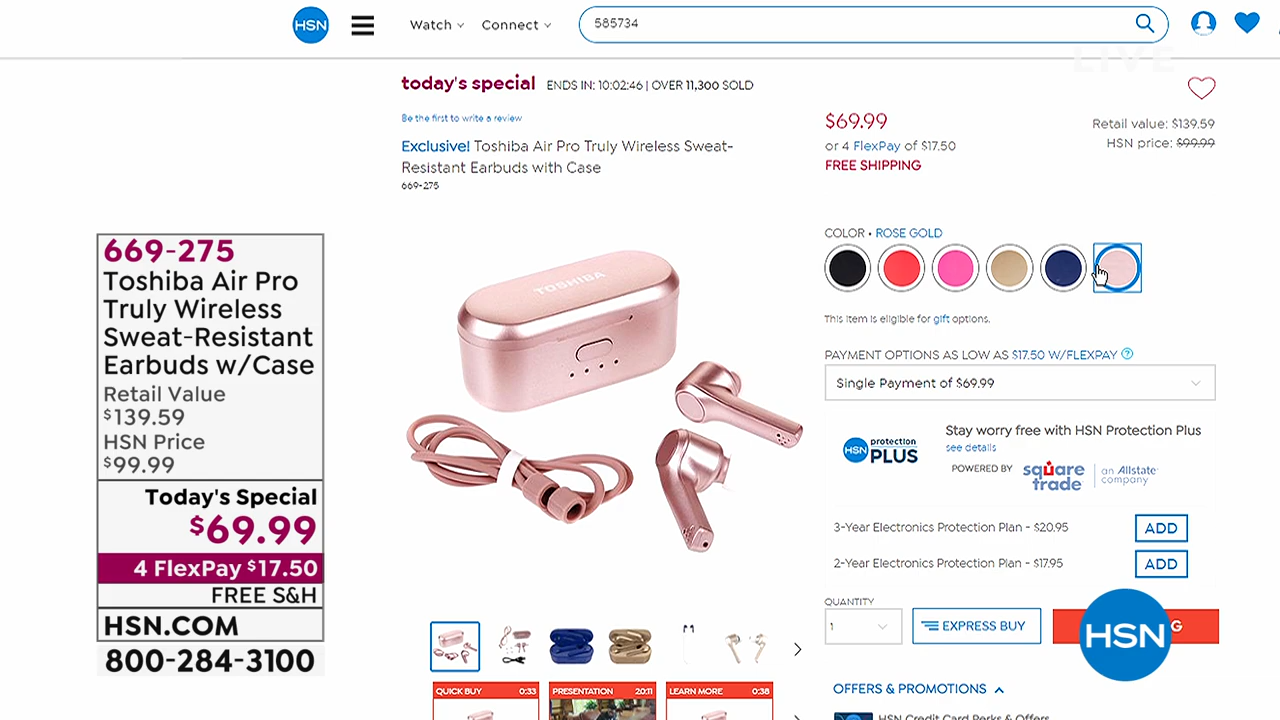 HSN
Watch
Connect
585734
LIVE
today's special ENDS IN: 10:02:46 | OVER 11,300 SOLD
Be the first to write a review
Exclusive! Toshiba Air Pro Truly Wireless Sweat-
Resistant Earbuds with Case
669-275
$69.99
or 4 FlexPay of $17.50
FREE SHIPPING
Retail value: $139.59
HSN price: $99.99
COLOR • ROSE GOLD
This item is eligible for gift options.
PAYMENT OPTIONS AS LOW AS $17.50 W/FLEXPAY ?
Single Payment of $69.99
HSN protection
PLUS
Stay worry free with HSN Protection Plus
see details
POWERED BY square
trade
an Allstate
company
3-Year Electronics Protection Plan - $20.95 ADD
2-Year Electronics Protection Plan - $17.95 ADD
QUANTITY
1
EXPRESS BUY
G
HSN
OFFERS & PROMOTIONS
HSN Credit Card Perks & Offers
TOSHIBA
QUICK BUY 0:33
PRESENTATION 20:11
LEARN MORE 0:38
669-275
Toshiba Air Pro
Truly Wireless
Sweat-Resistant
Earbuds w/Case
Retail Value
$139.59
HSN Price
$99.99
Today's Special
$69.99
4 FlexPay $17.50
FREE S&H
HSN.COM
800-284-3100